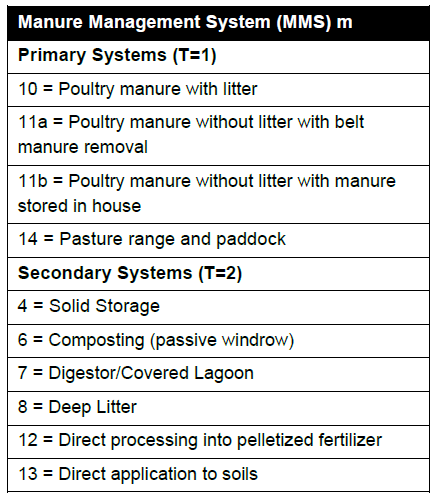 Manure Management System (MMS) m
Primary Systems (T=1)
10 = Poultry manure with litter
11a = Poultry manure without litter with belt
manure removal
11b = Poultry manure without litter with manure
stored in house
14 = Pasture range and paddock
Secondary Systems (T=2)
4 = Solid Storage
6 = Composting (passive windrow)
7 = Digestor/Covered Lagoon
8 = Deep Litter
12 = Direct processing into pelletized fertilizer
13 = Direct application to soils